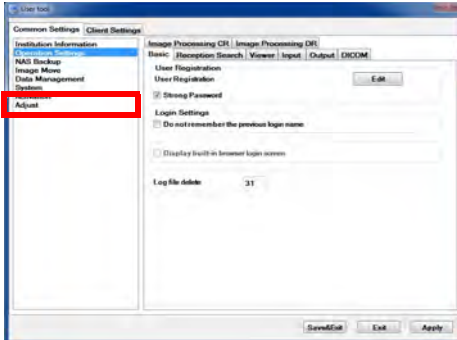 User tool
Common Settings Client Settings
Institution Information
Operation Settings
NAS Backup
Image Move
Data Management
System
Adjust
Image Processing CR Image Processing DR
Basic Reception Search Viewer Input Output DICOM
User Registration
User Registration Edit
Strong Password
Login Settings
Do not remember the previous login name
Display built-in browser login screen
Log file delete 31
Save&Exit Exit Apply